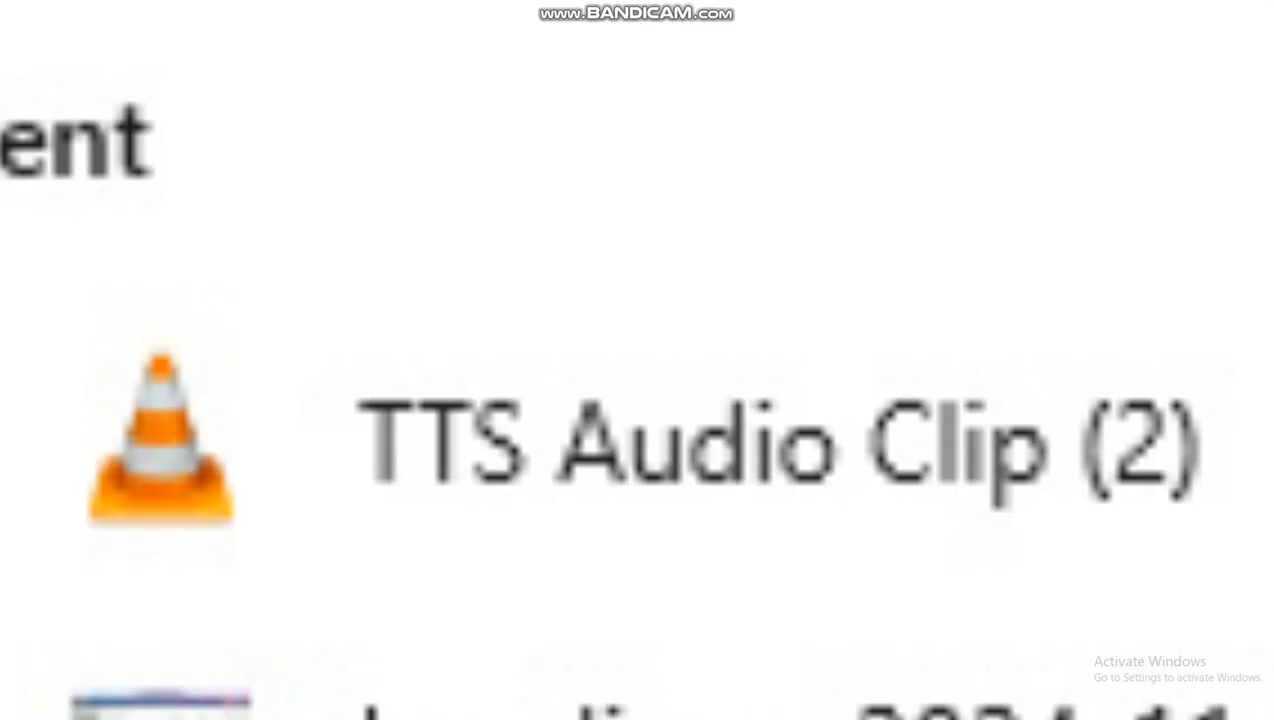 www.BANDICAM.com
ent
TTS Audio Clip (2)
Activate Windows
Go to Settings to activate Windows.